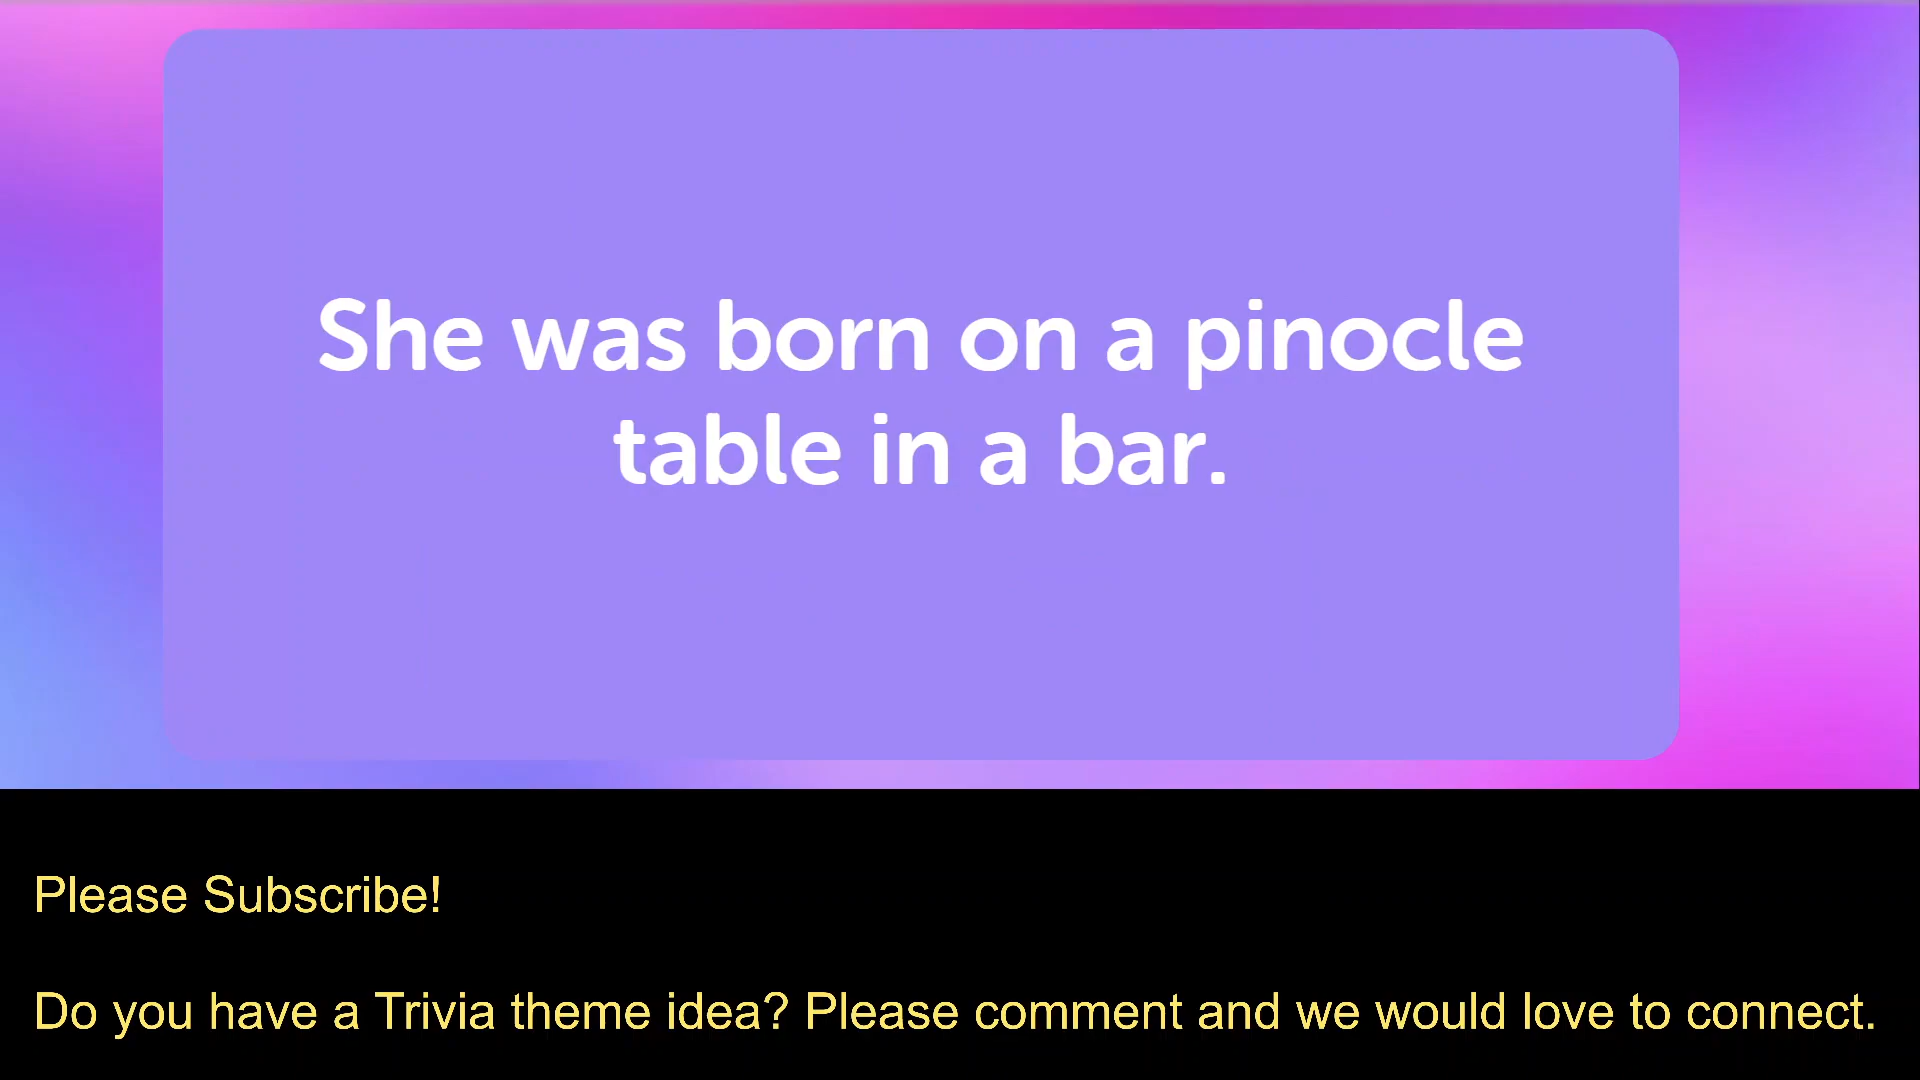 She was born on a pinocle
table in a bar.
Please Subscribe!
Do you have a Trivia theme idea? Please comment and we would love to connect.